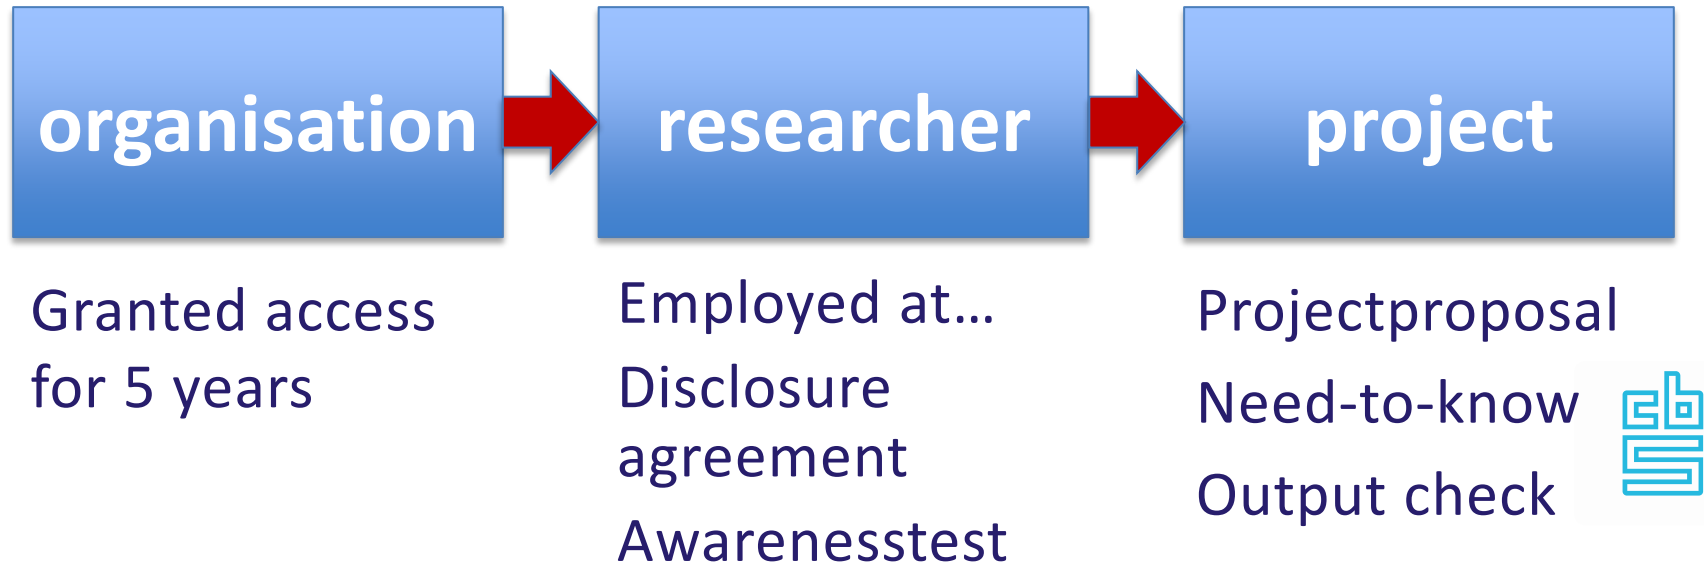 organisation
researcher
project
Granted access
for 5 years
Employed at...
Disclosure
agreement
Awarenesstest
Projectproposal
Need-to-know
Output check
cbs